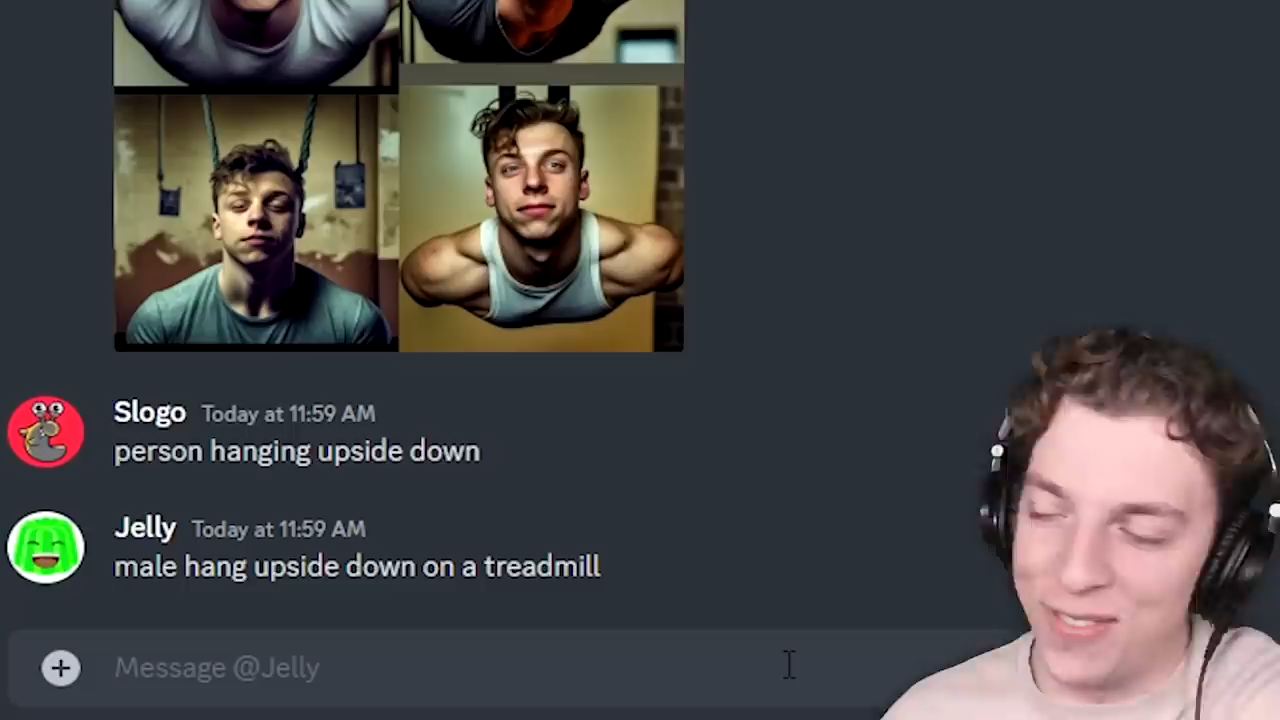 Slogo Today at 11:59 AM
person hanging upside down
Jelly Today at 11:59 AM
male hang upside down on a treadmill
Message @Jelly